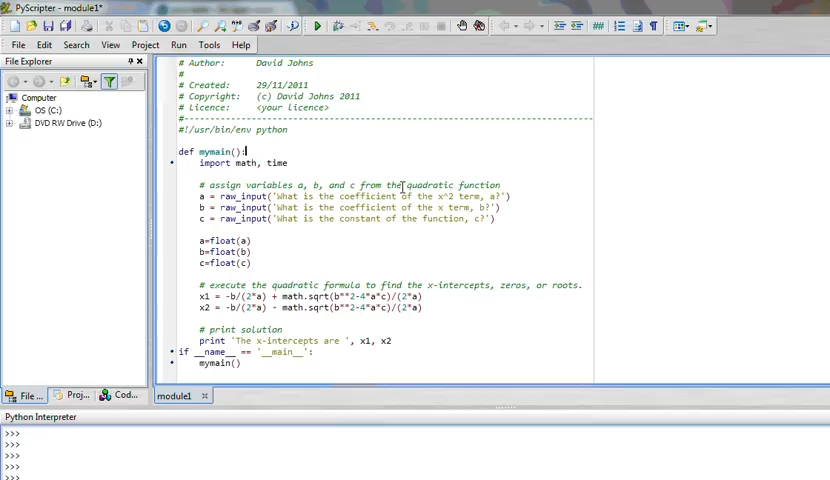 PyScripter - module1*
File Edit Search View Project Run Tools Help
File Explorer
Computer
OS (C:)
DVD RW Drive (D:)
# Author: David Johns
#
# Created: 29/11/2011
# Copyright: (c) David Johns 2011
# Licence: <your licence>
#-------------------------------------------------------------------------------
#!/usr/bin/env python
def mymain():
import math, time
# assign variables a, b, and c from the quadratic function
a = raw_input('What is the coefficient of the x^2 term, a?')
b = raw_input('What is the coefficient of the x term, b?')
c = raw_input('What is the constant of the function, c?')
a=float(a)
b=float(b)
c=float(c)
# execute the quadratic formula to find the x-intercepts, zeros, or roots.
x1 = -b/(2*a) + math.sqrt(b**2-4*a*c)/(2*a)
x2 = -b/(2*a) - math.sqrt(b**2-4*a*c)/(2*a)
# print solution
print 'The x-intercepts are ', x1, x2
if __name__ == '__main__':
mymain()
File ... Proj... Cod...
module1
Python Interpreter
>>>
>>>
>>>
>>>
>>>